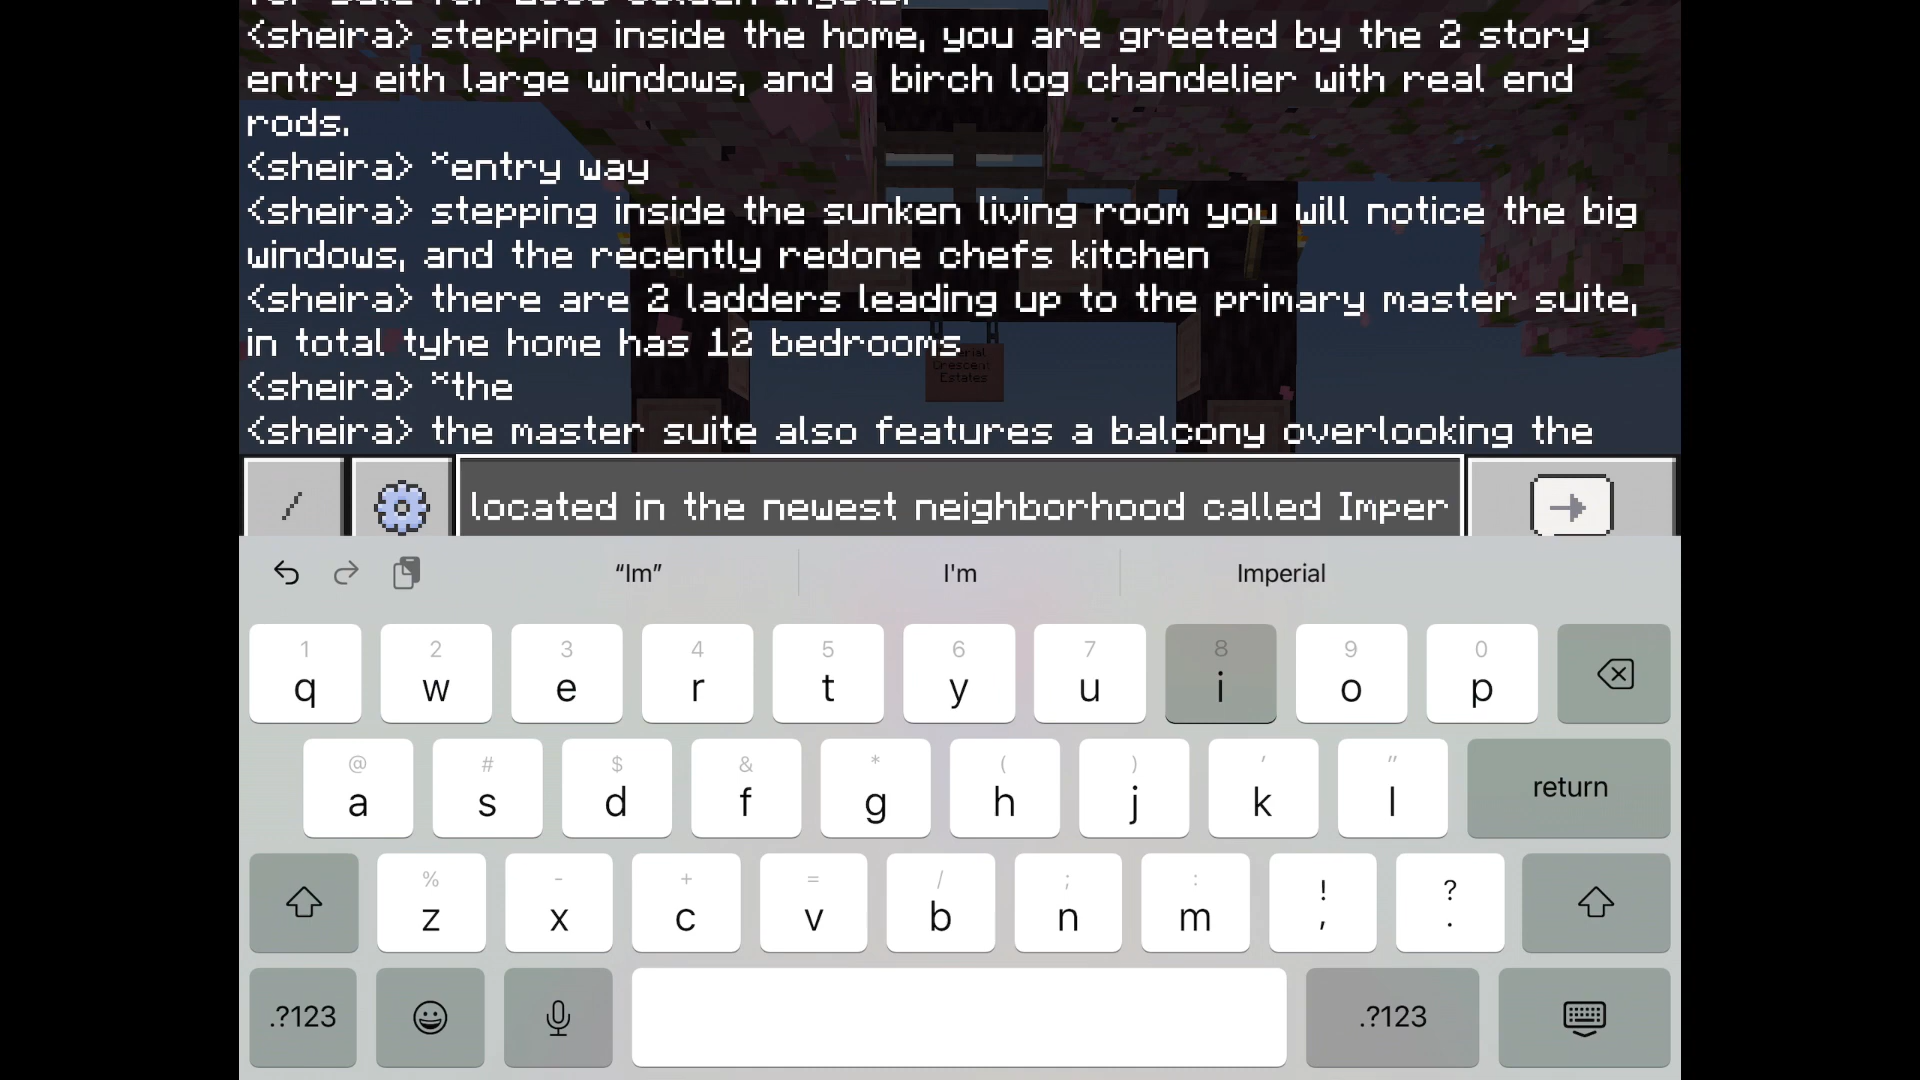 <sheira> stepping inside the home, you are greeted by the 2 story
entry eith large windows, and a birch log chandelier with real end
rods.
<sheira> *entry way
<sheira> stepping inside the sunken living room you will notice the big
windows, and the recently redone chefs kitchen
<sheira> there are 2 ladders leading up to the primary master suite,
in total tyhe home has 12 bedrooms
Crescent
Estates
<sheira> *the
<sheira> the master suite also features a balcony overlooking the
/ located in the newest neighborhood called Imper
“Im” I'm Imperial
1 2 3 4 5 6 7 8 9 0
q w e r t y u i o p
@ # $ & * ( ) ' "
a s d f g h j k l return
% - + = / ; : ! ?
z x c v b n m , .
.?123 .?123